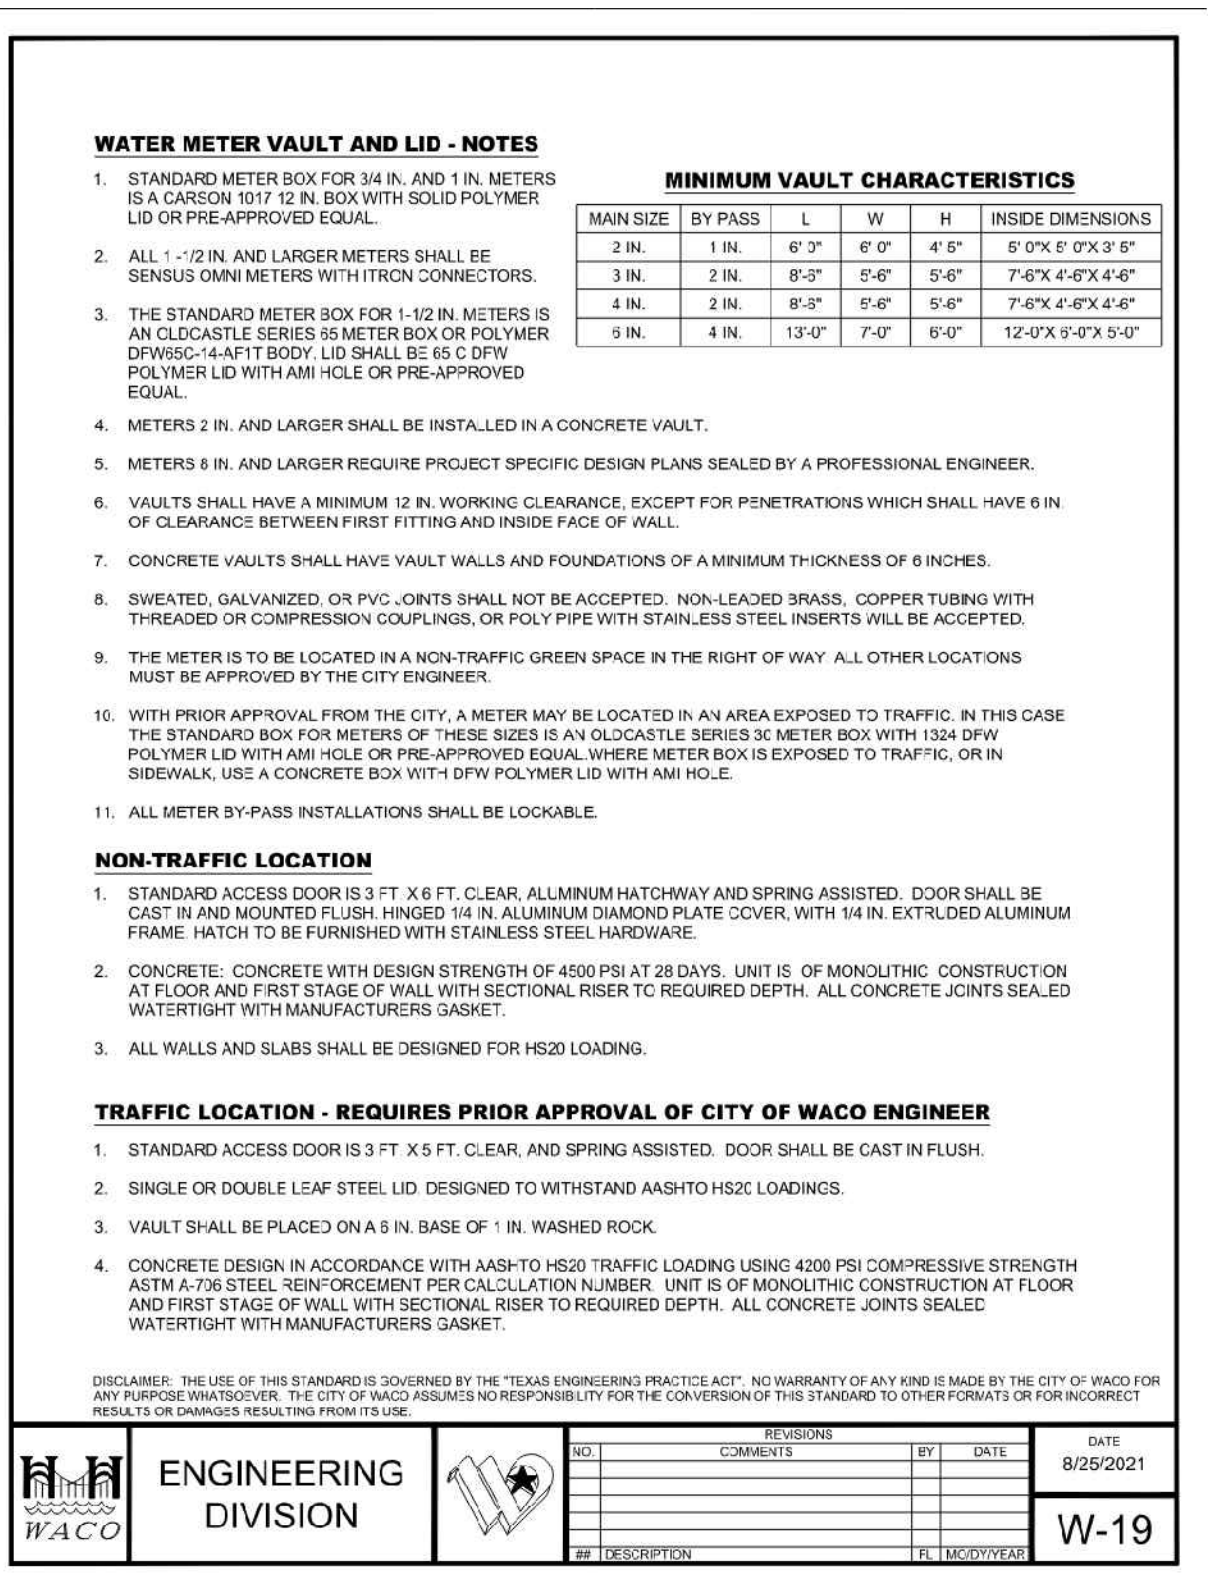 WATER METER VAULT AND LID - NOTES
1. STANDARD METER BOX FOR 3/4 IN. AND 1 IN. METERS
IS A CARSON 1017 12 IN. BOX WITH SOLID POLYMER
LID OR PRE-APPROVED EQUAL.
2. ALL 1 -1/2 IN. AND LARGER METERS SHALL BE
SENSUS OMNI METERS WITH ITRON CONNECTORS.
3. THE STANDARD METER BOX FOR 1-1/2 IN. METERS IS
AN OLDCASTLE SERIES 65 METER BOX OR POLYMER
DFW65C-14-AF1T BODY. LID SHALL BE 65 C DFW
POLYMER LID WITH AMI HOLE OR PRE-APPROVED
EQUAL.
MINIMUM VAULT CHARACTERISTICS
MAIN SIZE BY PASS L W H INSIDE DIMENSIONS
2 IN. 1 IN. 6' 0" 6' 0" 4' 5" 5' 0"X 5' 0"X 3' 5"
3 IN. 2 IN. 8'-6" 5'-6" 5'-6" 7'-6"X 4'-6"X 4'-6"
4 IN. 2 IN. 8'-6" 5'-6" 5'-6" 7'-6"X 4'-6"X 4'-6"
6 IN. 4 IN. 13'-0" 7'-0" 6'-0" 12'-0"X 6'-0"X 5'-0"
4. METERS 2 IN. AND LARGER SHALL BE INSTALLED IN A CONCRETE VAULT.
5. METERS 8 IN. AND LARGER REQUIRE PROJECT SPECIFIC DESIGN PLANS SEALED BY A PROFESSIONAL ENGINEER.
6. VAULTS SHALL HAVE A MINIMUM 12 IN. WORKING CLEARANCE, EXCEPT FOR PENETRATIONS WHICH SHALL HAVE 6 IN.
OF CLEARANCE BETWEEN FIRST FITTING AND INSIDE FACE OF WALL.
7. CONCRETE VAULTS SHALL HAVE VAULT WALLS AND FOUNDATIONS OF A MINIMUM THICKNESS OF 6 INCHES.
8. SWEATED, GALVANIZED, OR PVC JOINTS SHALL NOT BE ACCEPTED. NON-LEADED BRASS, COPPER TUBING WITH
THREADED OR COMPRESSION COUPLINGS, OR POLY PIPE WITH STAINLESS STEEL INSERTS WILL BE ACCEPTED.
9. THE METER IS TO BE LOCATED IN A NON-TRAFFIC GREEN SPACE IN THE RIGHT OF WAY. ALL OTHER LOCATIONS
MUST BE APPROVED BY THE CITY ENGINEER.
10. WITH PRIOR APPROVAL FROM THE CITY, A METER MAY BE LOCATED IN AN AREA EXPOSED TO TRAFFIC. IN THIS CASE
THE STANDARD BOX FOR METERS OF THESE SIZES IS AN OLDCASTLE SERIES 30 METER BOX WITH 1324 DFW
POLYMER LID WITH AMI HOLE OR PRE-APPROVED EQUAL.WHERE METER BOX IS EXPOSED TO TRAFFIC, OR IN
SIDEWALK, USE A CONCRETE BOX WITH DFW POLYMER LID WITH AMI HOLE.
11. ALL METER BY-PASS INSTALLATIONS SHALL BE LOCKABLE.
NON-TRAFFIC LOCATION
1. STANDARD ACCESS DOOR IS 3 FT. X 6 FT. CLEAR, ALUMINUM HATCHWAY AND SPRING ASSISTED. DOOR SHALL BE
CAST IN AND MOUNTED FLUSH. HINGED 1/4 IN. ALUMINUM DIAMOND PLATE COVER, WITH 1/4 IN. EXTRUDED ALUMINUM
FRAME. HATCH TO BE FURNISHED WITH STAINLESS STEEL HARDWARE.
2. CONCRETE: CONCRETE WITH DESIGN STRENGTH OF 4500 PSI AT 28 DAYS. UNIT IS OF MONOLITHIC CONSTRUCTION
AT FLOOR AND FIRST STAGE OF WALL WITH SECTIONAL RISER TO REQUIRED DEPTH. ALL CONCRETE JOINTS SEALED
WATERTIGHT WITH MANUFACTURERS GASKET.
3. ALL WALLS AND SLABS SHALL BE DESIGNED FOR HS20 LOADING.
TRAFFIC LOCATION - REQUIRES PRIOR APPROVAL OF CITY OF WACO ENGINEER
1. STANDARD ACCESS DOOR IS 3 FT. X 5 FT. CLEAR, AND SPRING ASSISTED. DOOR SHALL BE CAST IN FLUSH.
2. SINGLE OR DOUBLE LEAF STEEL LID. DESIGNED TO WITHSTAND AASHTO HS20 LOADINGS.
3. VAULT SHALL BE PLACED ON A 6 IN. BASE OF 1 IN. WASHED ROCK.
4. CONCRETE DESIGN IN ACCORDANCE WITH AASHTO HS20 TRAFFIC LOADING USING 4200 PSI COMPRESSIVE STRENGTH
ASTM A-706 STEEL REINFORCEMENT PER CALCULATION NUMBER. UNIT IS OF MONOLITHIC CONSTRUCTION AT FLOOR
AND FIRST STAGE OF WALL WITH SECTIONAL RISER TO REQUIRED DEPTH. ALL CONCRETE JOINTS SEALED
WATERTIGHT WITH MANUFACTURERS GASKET.
DISCLAIMER: THE USE OF THIS STANDARD IS GOVERNED BY THE "TEXAS ENGINEERING PRACTICE ACT". NO WARRANTY OF ANY KIND IS MADE BY THE CITY OF WACO FOR
ANY PURPOSE WHATSOEVER. THE CITY OF WACO ASSUMES NO RESPONSIBILITY FOR THE CONVERSION OF THIS STANDARD TO OTHER FORMATS OR FOR INCORRECT
RESULTS OR DAMAGES RESULTING FROM ITS USE.
WACO
ENGINEERING
DIVISION
REVISIONS
NO. COMMENTS BY DATE
## DESCRIPTION FL MO/DY/YEAR
DATE
8/25/2021
W-19